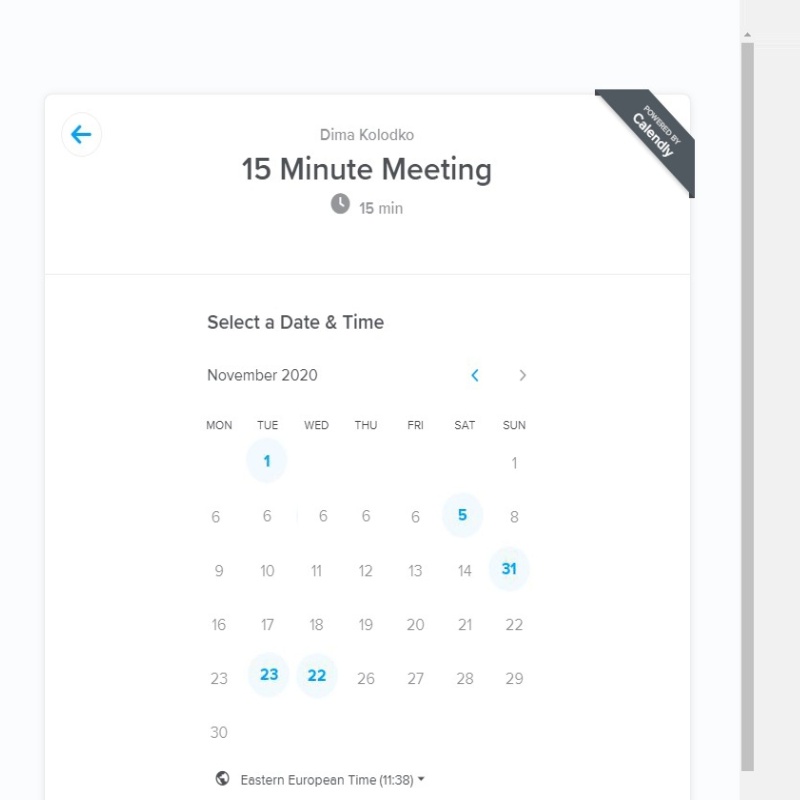 POWERED BY
Calendly
Dima Kolodko
15 Minute Meeting
15 min
Select a Date & Time
November 2020
MON TUE WED THU FRI SAT SUN
1 1
6 6 6 6 6 5 8
9 10 11 12 13 14 31
16 17 18 19 20 21 22
23 23 22 26 27 28 29
30
Eastern European Time (11:38)